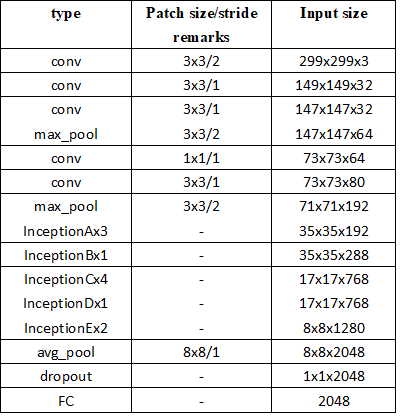 type Patch size/stride remarks Input size
conv 3x3/2 299x299x3
conv 3x3/1 149x149x32
conv 3x3/1 147x147x32
max_pool 3x3/2 147x147x64
conv 1x1/1 73x73x64
conv 3x3/1 73x73x80
max_pool 3x3/2 71x71x192
InceptionAx3 - 35x35x192
InceptionBx1 - 35x35x288
InceptionCx4 - 17x17x768
InceptionDx1 - 17x17x768
InceptionEx2 - 8x8x1280
avg_pool 8x8/1 8x8x2048
dropout - 1x1x2048
FC - 2048